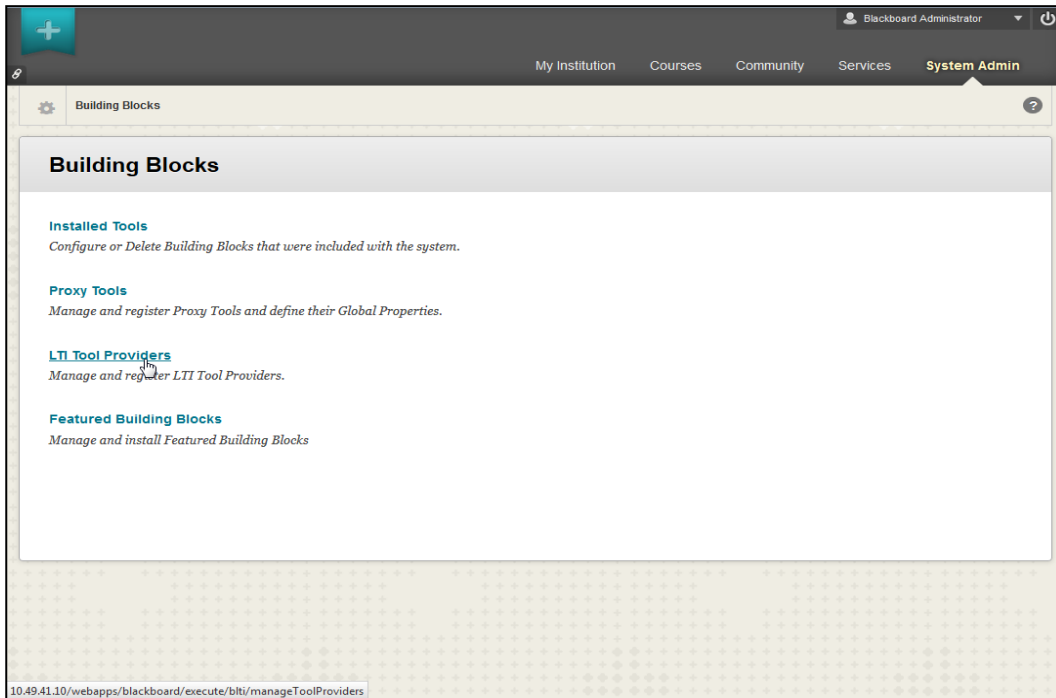 Blackboard Administrator
My Institution Courses Community Services System Admin
Building Blocks
Building Blocks
Installed Tools
Configure or Delete Building Blocks that were included with the system.
Proxy Tools
Manage and register Proxy Tools and define their Global Properties.
LTI Tool Providers
Manage and register LTI Tool Providers.
Featured Building Blocks
Manage and install Featured Building Blocks
10.49.41.10/webapps/blackboard/execute/blti/manageToolProviders